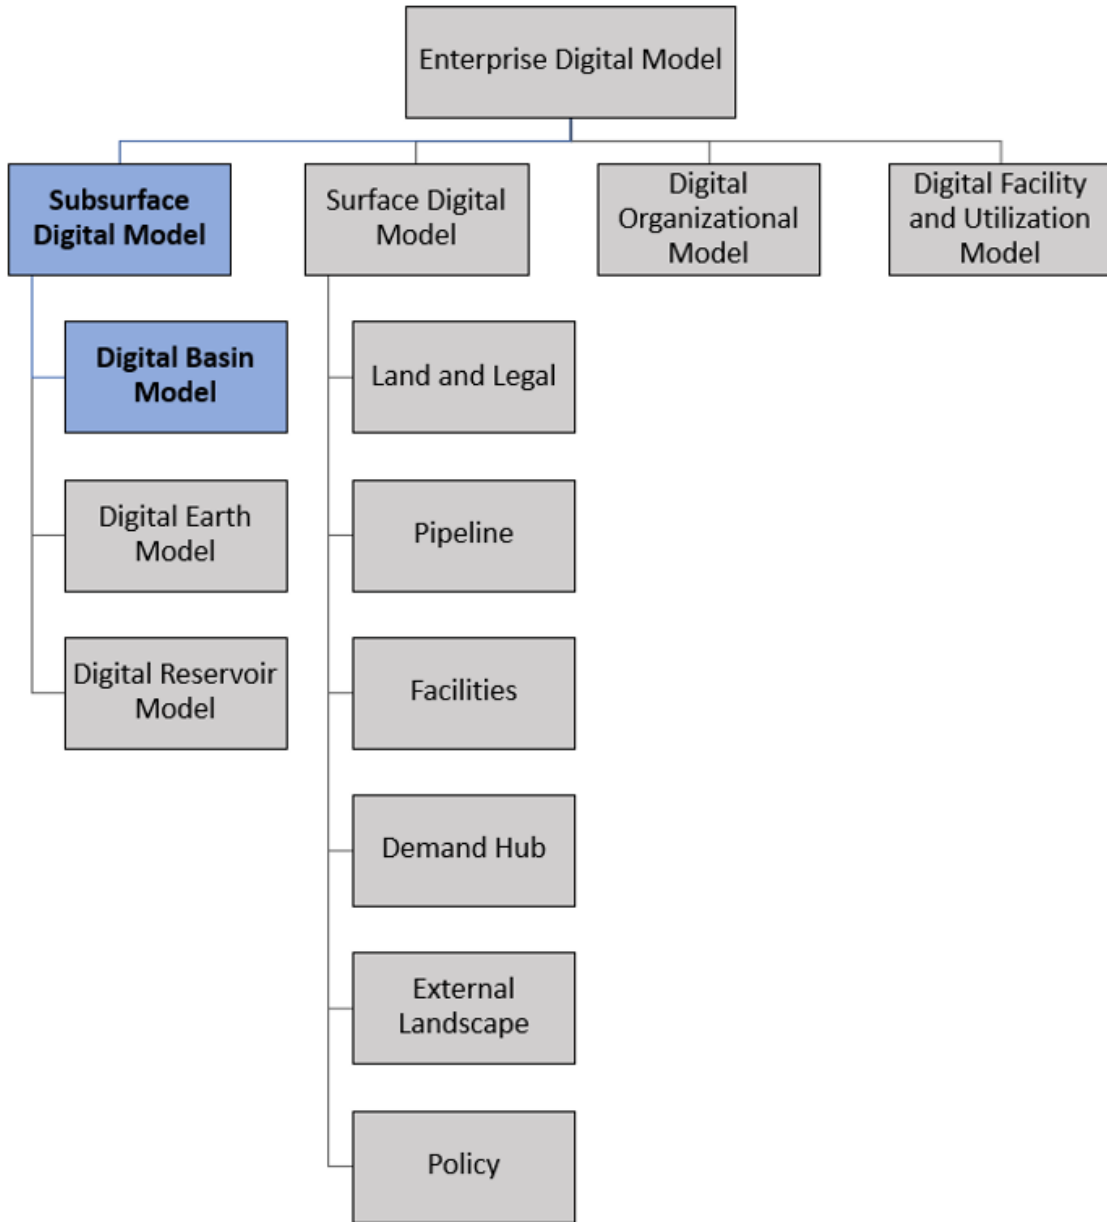 Enterprise Digital Model
Subsurface
Digital Model
Surface Digital
Model
Digital
Organizational
Model
Digital Facility
and Utilization
Model
Digital Basin
Model
Digital Earth
Model
Digital Reservoir
Model
Land and Legal
Pipeline
Facilities
Demand Hub
External
Landscape
Policy